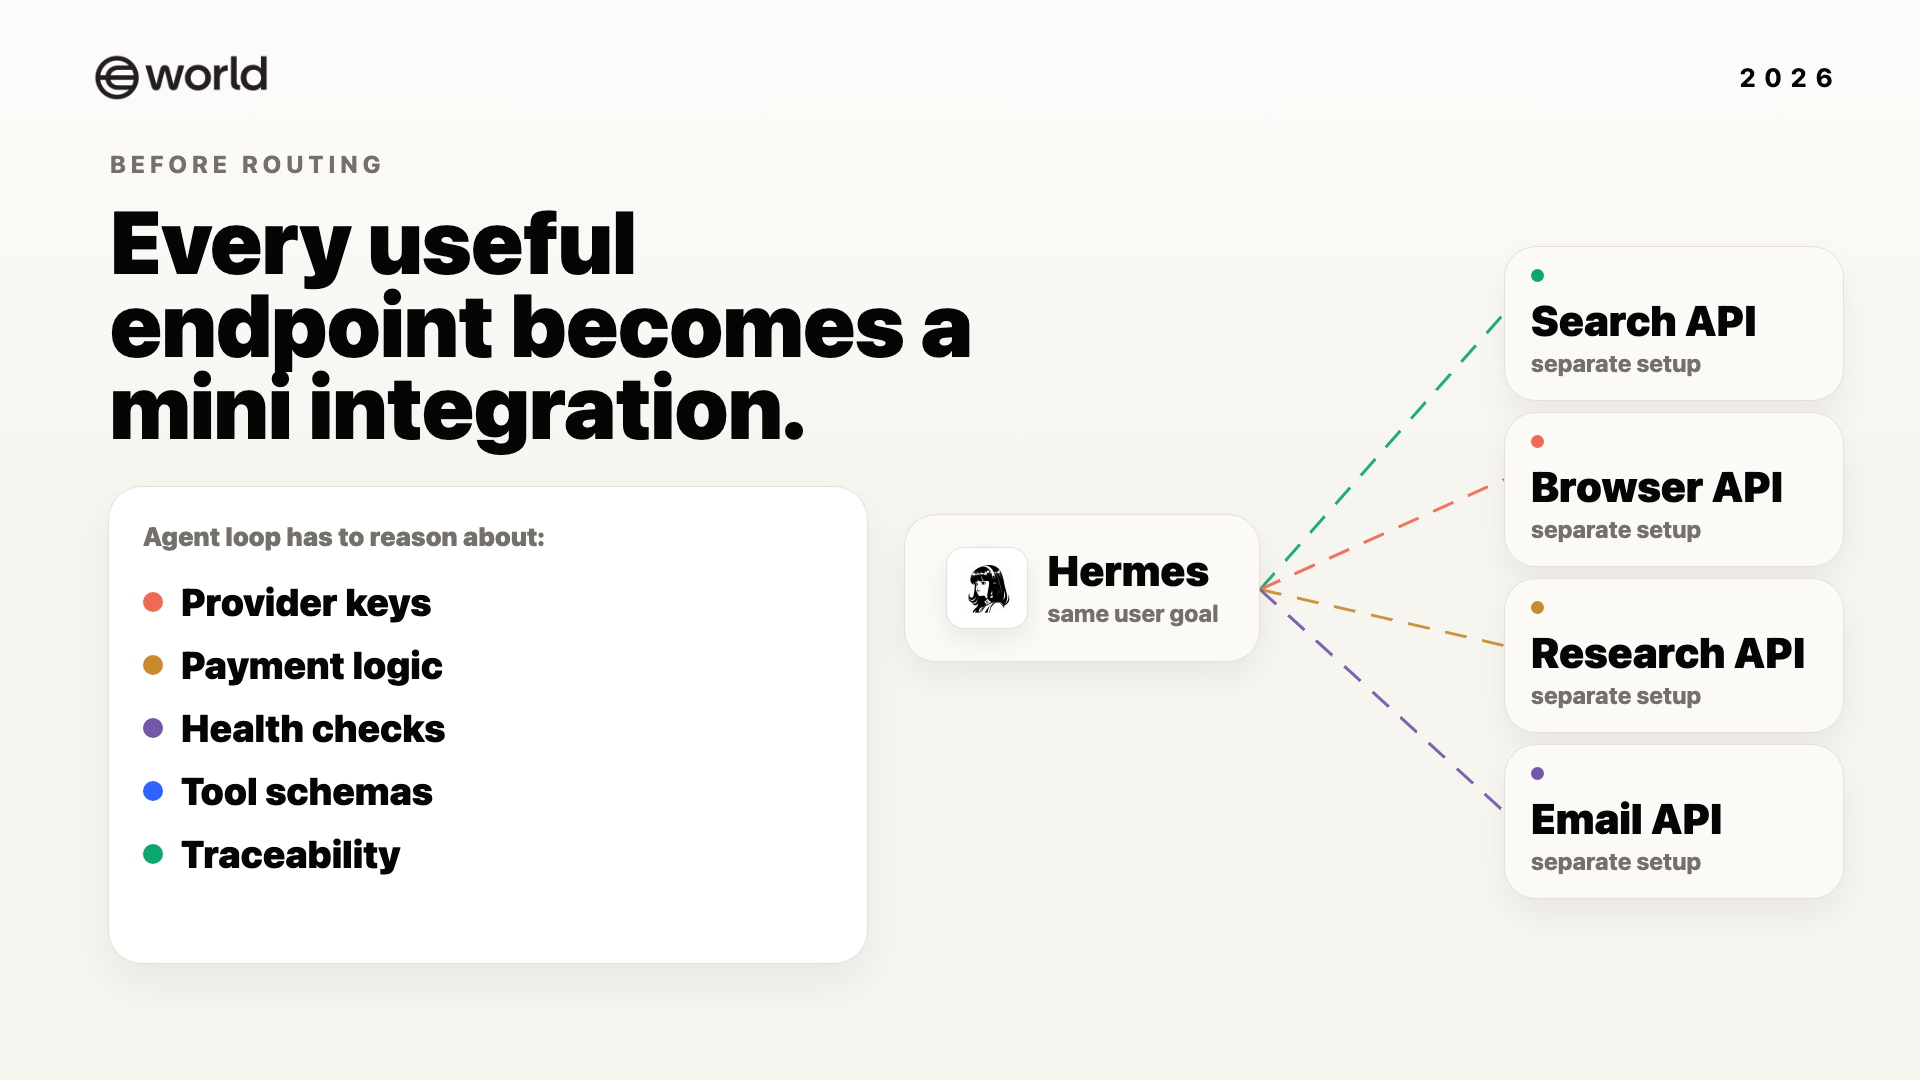 world
2026
BEFORE ROUTING
Every useful
endpoint becomes a
mini integration.
Agent loop has to reason about:
Provider keys
Payment logic
Health checks
Tool schemas
Traceability
Hermes
same user goal
Search API
separate setup
Browser API
separate setup
Research API
separate setup
Email API
separate setup